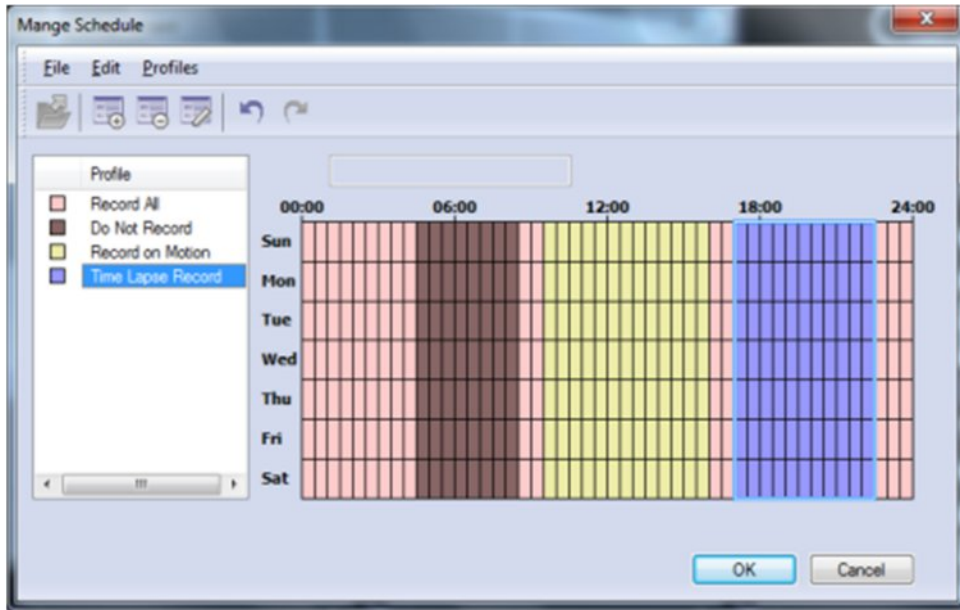 Mange Schedule
File Edit Profiles
Profile
Record All
Do Not Record
Record on Motion
Time Lapse Record
00:00 06:00 12:00 18:00 24:00
Sun
Mon
Tue
Wed
Thu
Fri
Sat
OK Cancel